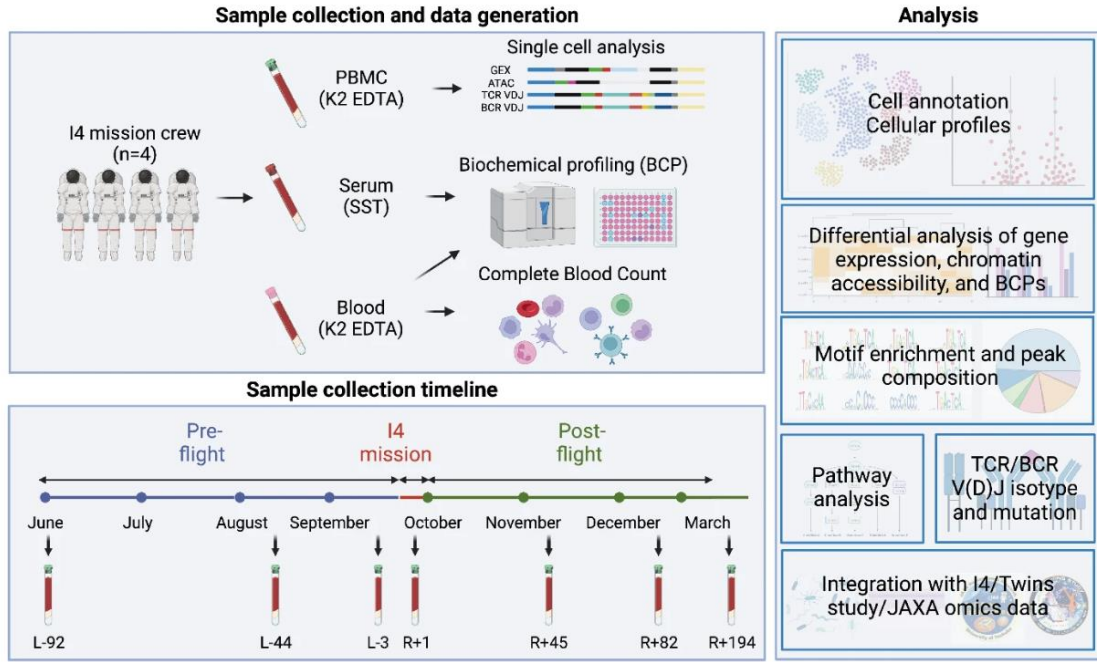 Sample collection and data generation
I4 mission crew
(n=4)
PBMC
(K2 EDTA)
Serum
(SST)
Blood
(K2 EDTA)
Single cell analysis
GEX
ATAC
TCR VDJ
BCR VDJ
Biochemical profiling (BCP)
Complete Blood Count
Sample collection timeline
Pre-
flight
I4
mission
Post-
flight
June
July
August
September
October
November
December
March
L-92
L-44
L-3
R+1
R+45
R+82
R+194
Analysis
Cell annotation
Cellular profiles
Differential analysis of gene
expression, chromatin
accessibility, and BCPs
Motif enrichment and peak
composition
Pathway
analysis
TCR/BCR
V(D)J isotype
and mutation
Integration with I4/Twins
study/JAXA omics data